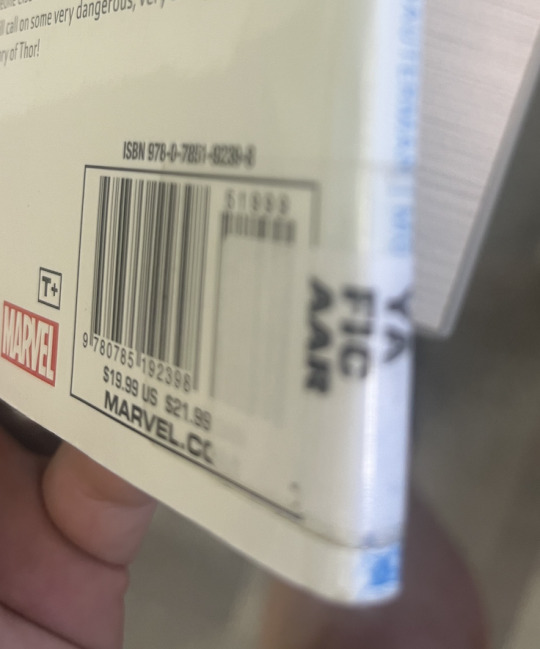 ll call on some very dangerous, very
ry of Thor!
ISBN 978-0-7851-9239-8
51999
T+
MARVEL
9 780785 192398
$19.99 US $21.99
MARVEL.CO
YA
FIC
AAR